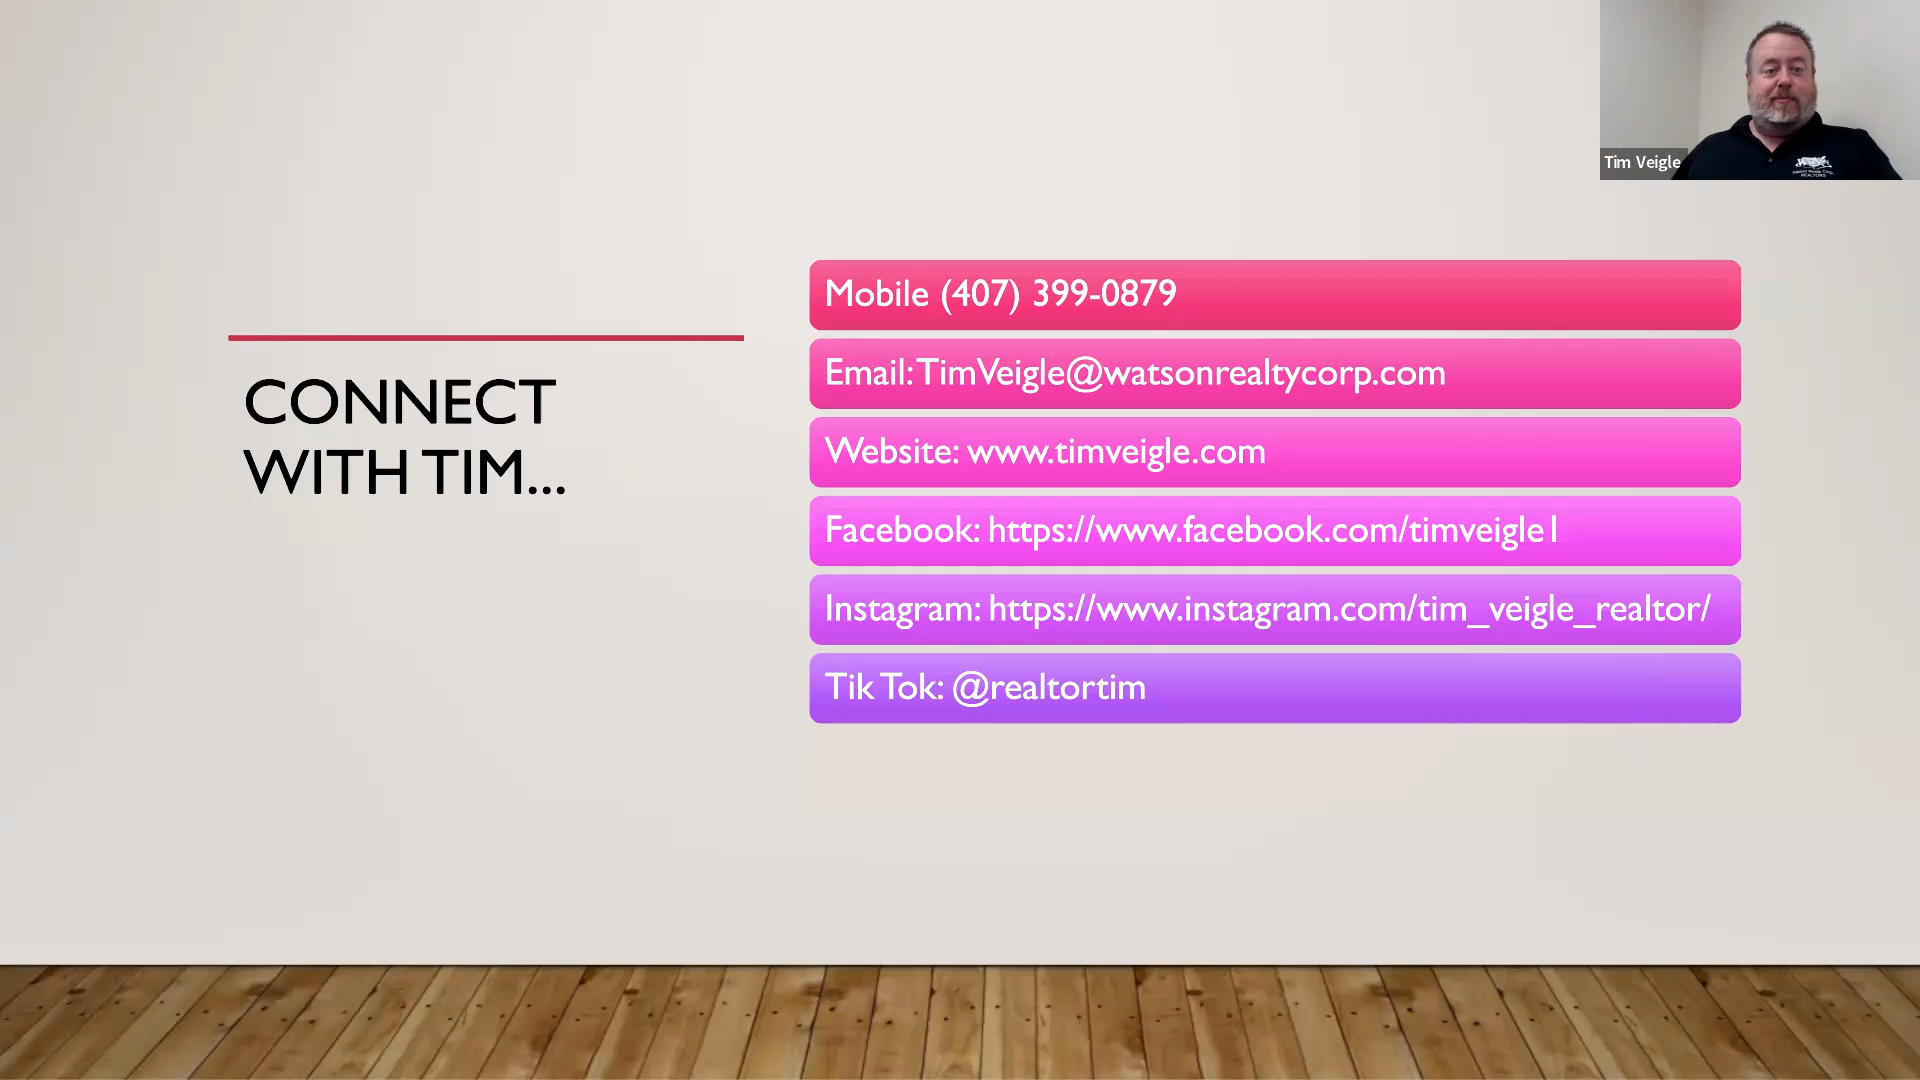 Tim Veigle
Mobile (407) 399-0879
Email: TimVeigle@watsonrealtycorp.com
CONNECT
WITH TIM...
Website: www.timveigle.com
Facebook: https://www.facebook.com/timveigle1
Instagram: https://www.instagram.com/tim_veigle_realtor/
Tik Tok: @realtortim